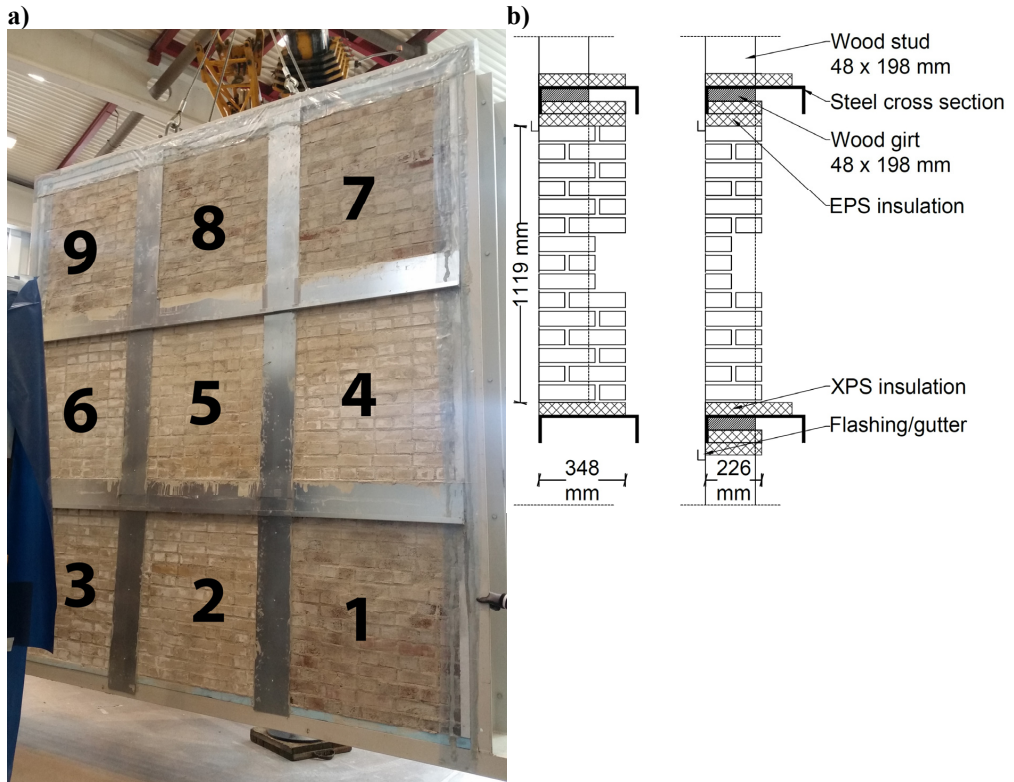 a)
b)
7
8
9
4
5
6
3
2
1
Wood stud
48 x 198 mm
Steel cross section
Wood girt
48 x 198 mm
EPS insulation
1119 mm
XPS insulation
Flashing/gutter
348
mm
226
mm